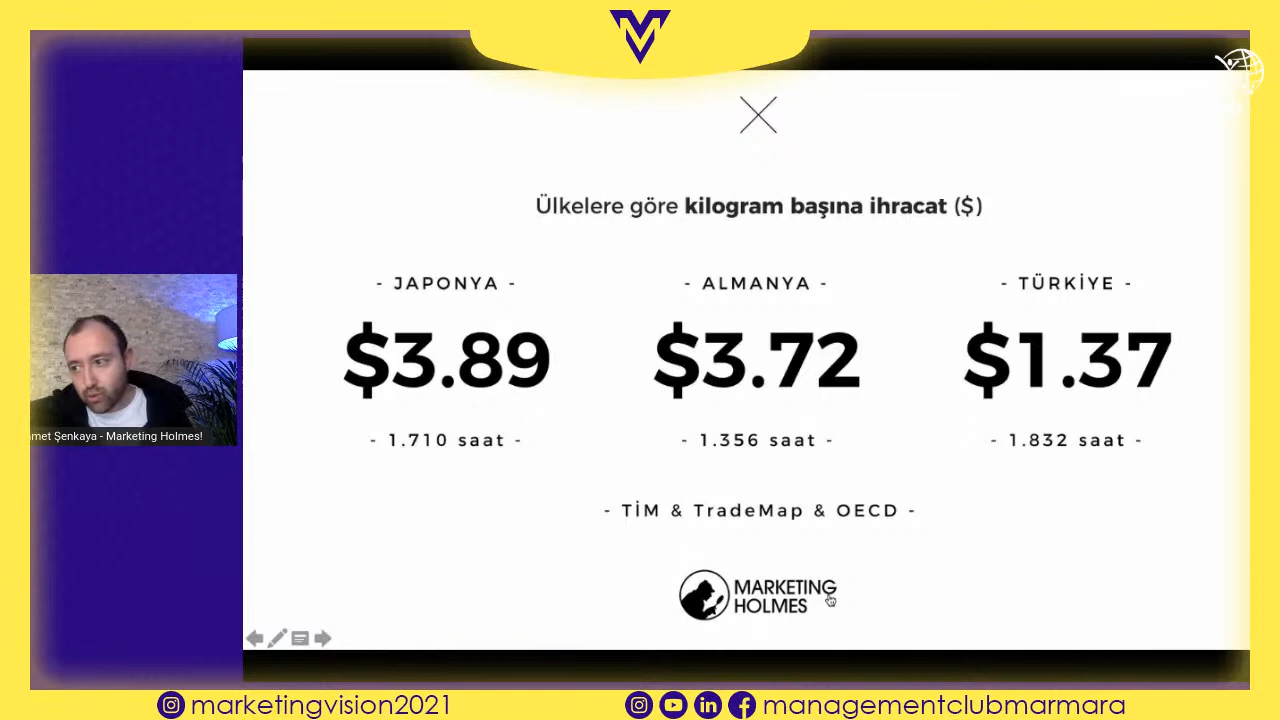 Ülkelere göre kilogram başına ihracat ($)
- JAPONYA -
- ALMANYA -
- TÜRKİYE -
$3.89
$3.72
$1.37
- 1.710 saat -
- 1.356 saat -
- 1.832 saat -
- TİM & TradeMap & OECD -
MARKETING
HOLMES
Şenkaya - Marketing Holmes!
marketingvision2021
managementclubmarmara